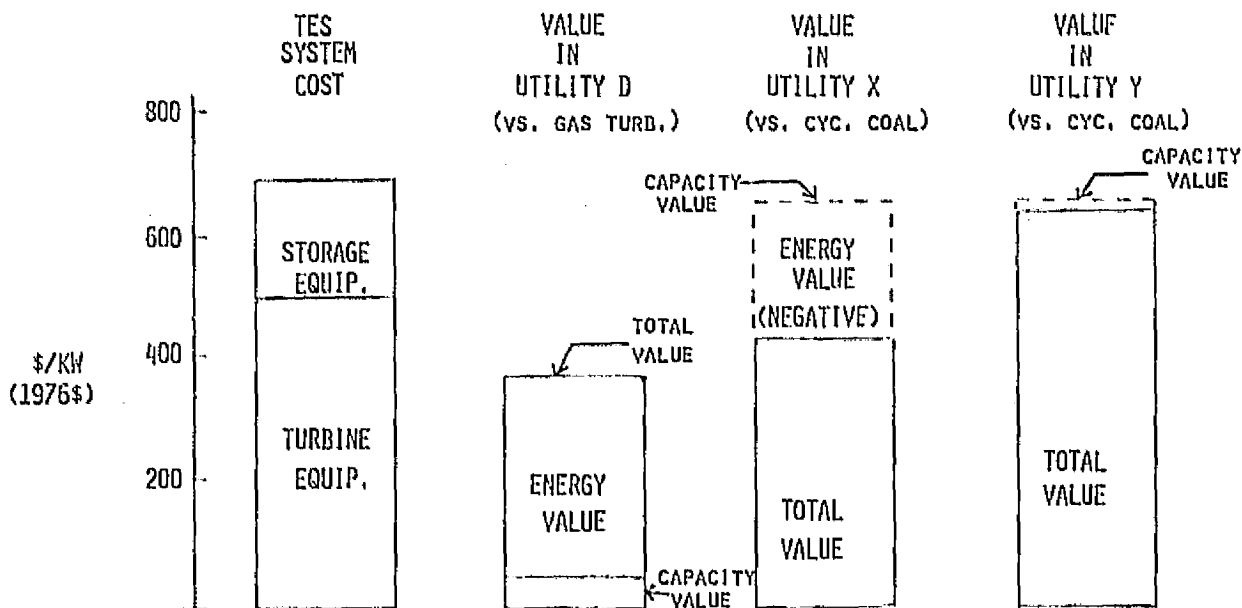 TES
SYSTEM
COST
VALUE
IN
UTILITY D
(VS. GAS TURB.)
VALUE
IN
UTILITY X
(VS. CYC. COAL)
VALUE
IN
UTILITY Y
(VS. CYC. COAL)
800
600
400
200
$/KW
(1976$)
STORAGE
EQUIP.
TURBINE
EQUIP.
TOTAL
VALUE
ENERGY
VALUE
CAPACITY
VALUE
CAPACITY
VALUE
ENERGY
VALUE
(NEGATIVE)
TOTAL
VALUE
CAPACITY
VALUE
TOTAL
VALUE